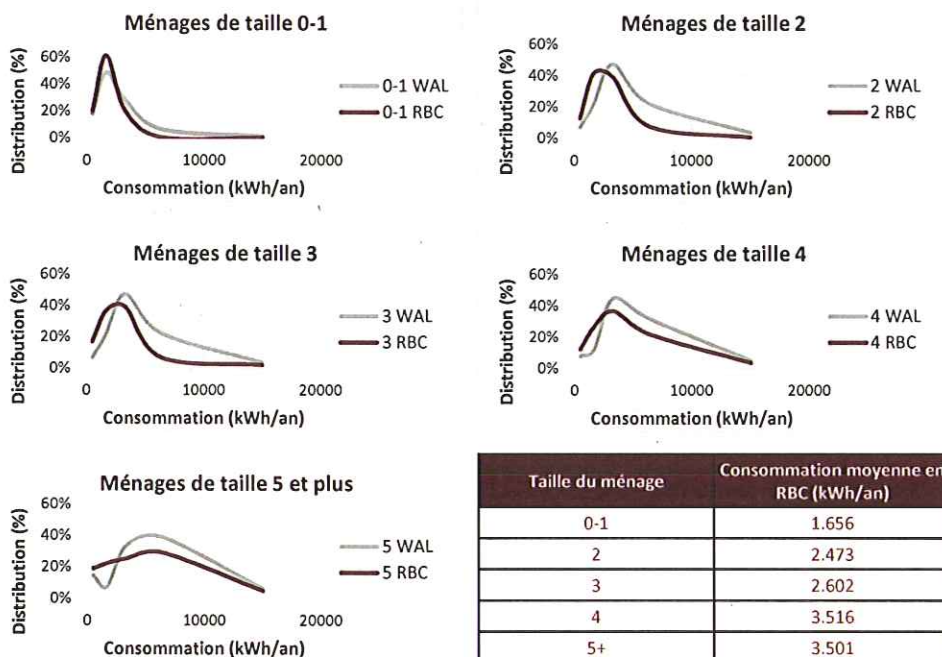 Ménages de taille 0-1
Distribution (%)
60%
40%
20%
0%
0
10000
20000
Consommation (kWh/an)
0-1 WAL
0-1 RBC
Ménages de taille 2
Distribution (%)
60%
40%
20%
0%
0
10000
20000
Consommation (kWh/an)
2 WAL
2 RBC
Ménages de taille 3
Distribution (%)
60%
40%
20%
0%
0
10000
20000
Consommation (kWh/an)
3 WAL
3 RBC
Ménages de taille 4
Distribution (%)
60%
40%
20%
0%
0
10000
20000
Consommation (kWh/an)
4 WAL
4 RBC
Ménages de taille 5 et plus
Distribution (%)
60%
40%
20%
0%
0
10000
20000
Consommation (kWh/an)
5 WAL
5 RBC
Taille du ménage
Consommation moyenne en
RBC (kWh/an)
0-1 1.656
2 2.473
3 2.602
4 3.516
5+ 3.501